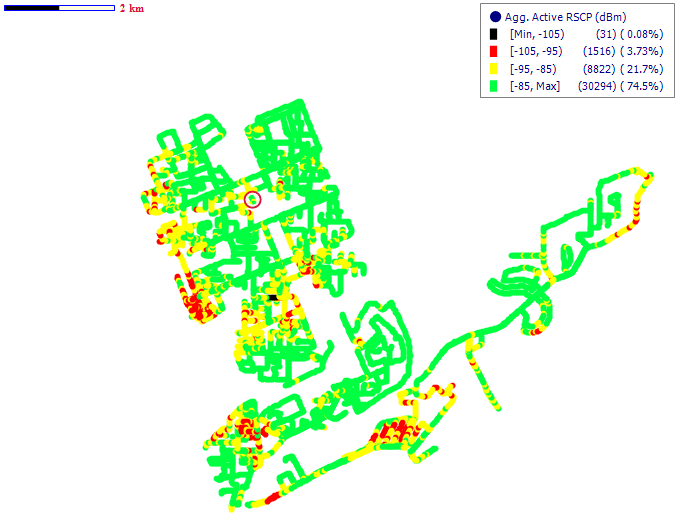 2 km
Agg. Active RSCP (dBm)
[Min, -105) (31) ( 0.08%)
[-105, -95) (1516) ( 3.73%)
[-95, -85) (8822) ( 21.7%)
[-85, Max] (30294) ( 74.5%)